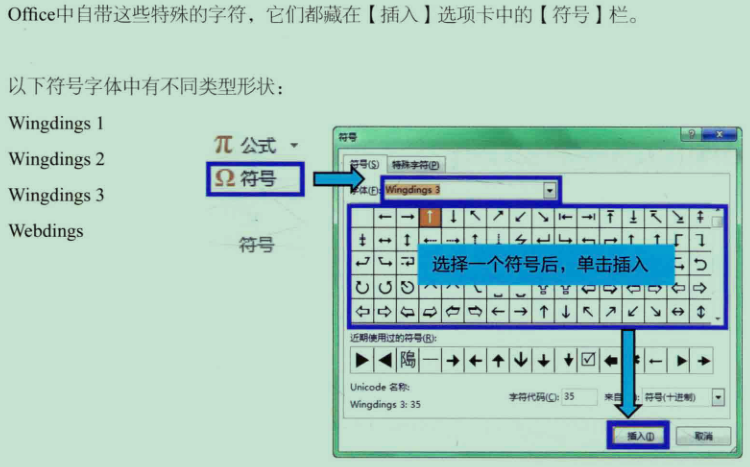 Office中自带这些特殊的字符，它们都藏在【插入】选项卡中的【符号】栏。
以下符号字体中有不同类型形状：
Wingdings 1
Wingdings 2
Wingdings 3
Webdings
π 公式
Ω 符号
符号
符号
符号(S) 特殊字符(P)
字体(F): Wingdings 3
选择一个符号后，单击插入
近期使用过的符号(R):
Unicode 名称:
Wingdings 3: 35
字符代码(C): 35
符号(十进制)
插入(I) 取消